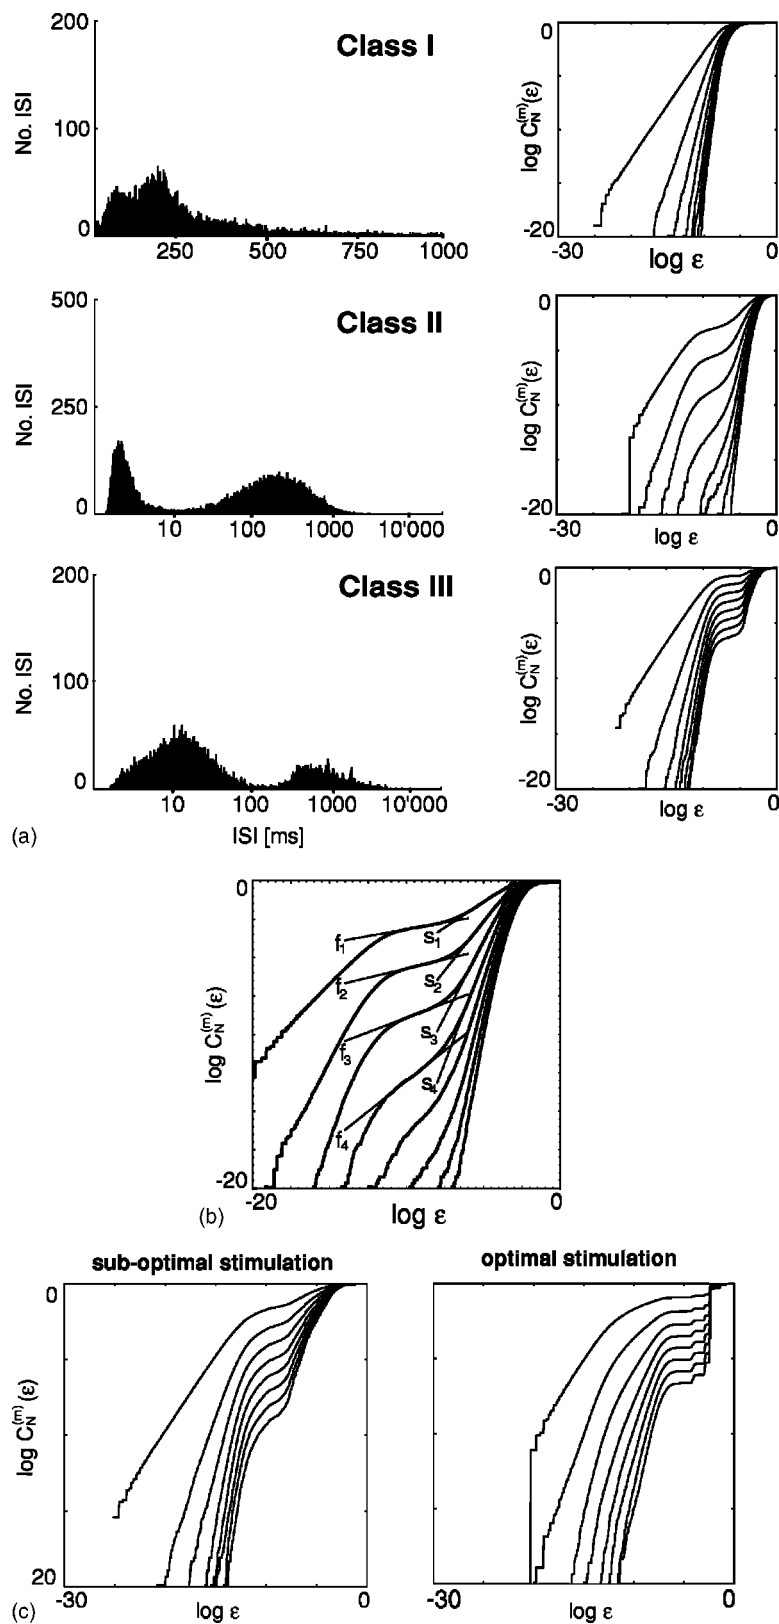 Class I
No. ISI
200
100
0
250
500
750
1000
log C_N^(m)(ε)
0
-20
-30
0
log ε
Class II
No. ISI
500
250
0
10
100
1000
10'000
log C_N^(m)(ε)
0
-20
-30
0
log ε
Class III
No. ISI
200
100
0
10
100
1000
10'000
ISI [ms]
log C_N^(m)(ε)
0
-20
-30
0
log ε
(a)
log C_N^(m)(ε)
0
-20
-20
0
log ε
f₁
s₁
f₂
s₂
f₃
s₃
f₄
s₄
(b)
sub-optimal stimulation
log C_N^(m)(ε)
0
20
-30
0
log ε
optimal stimulation
-30
0
log ε
(c)